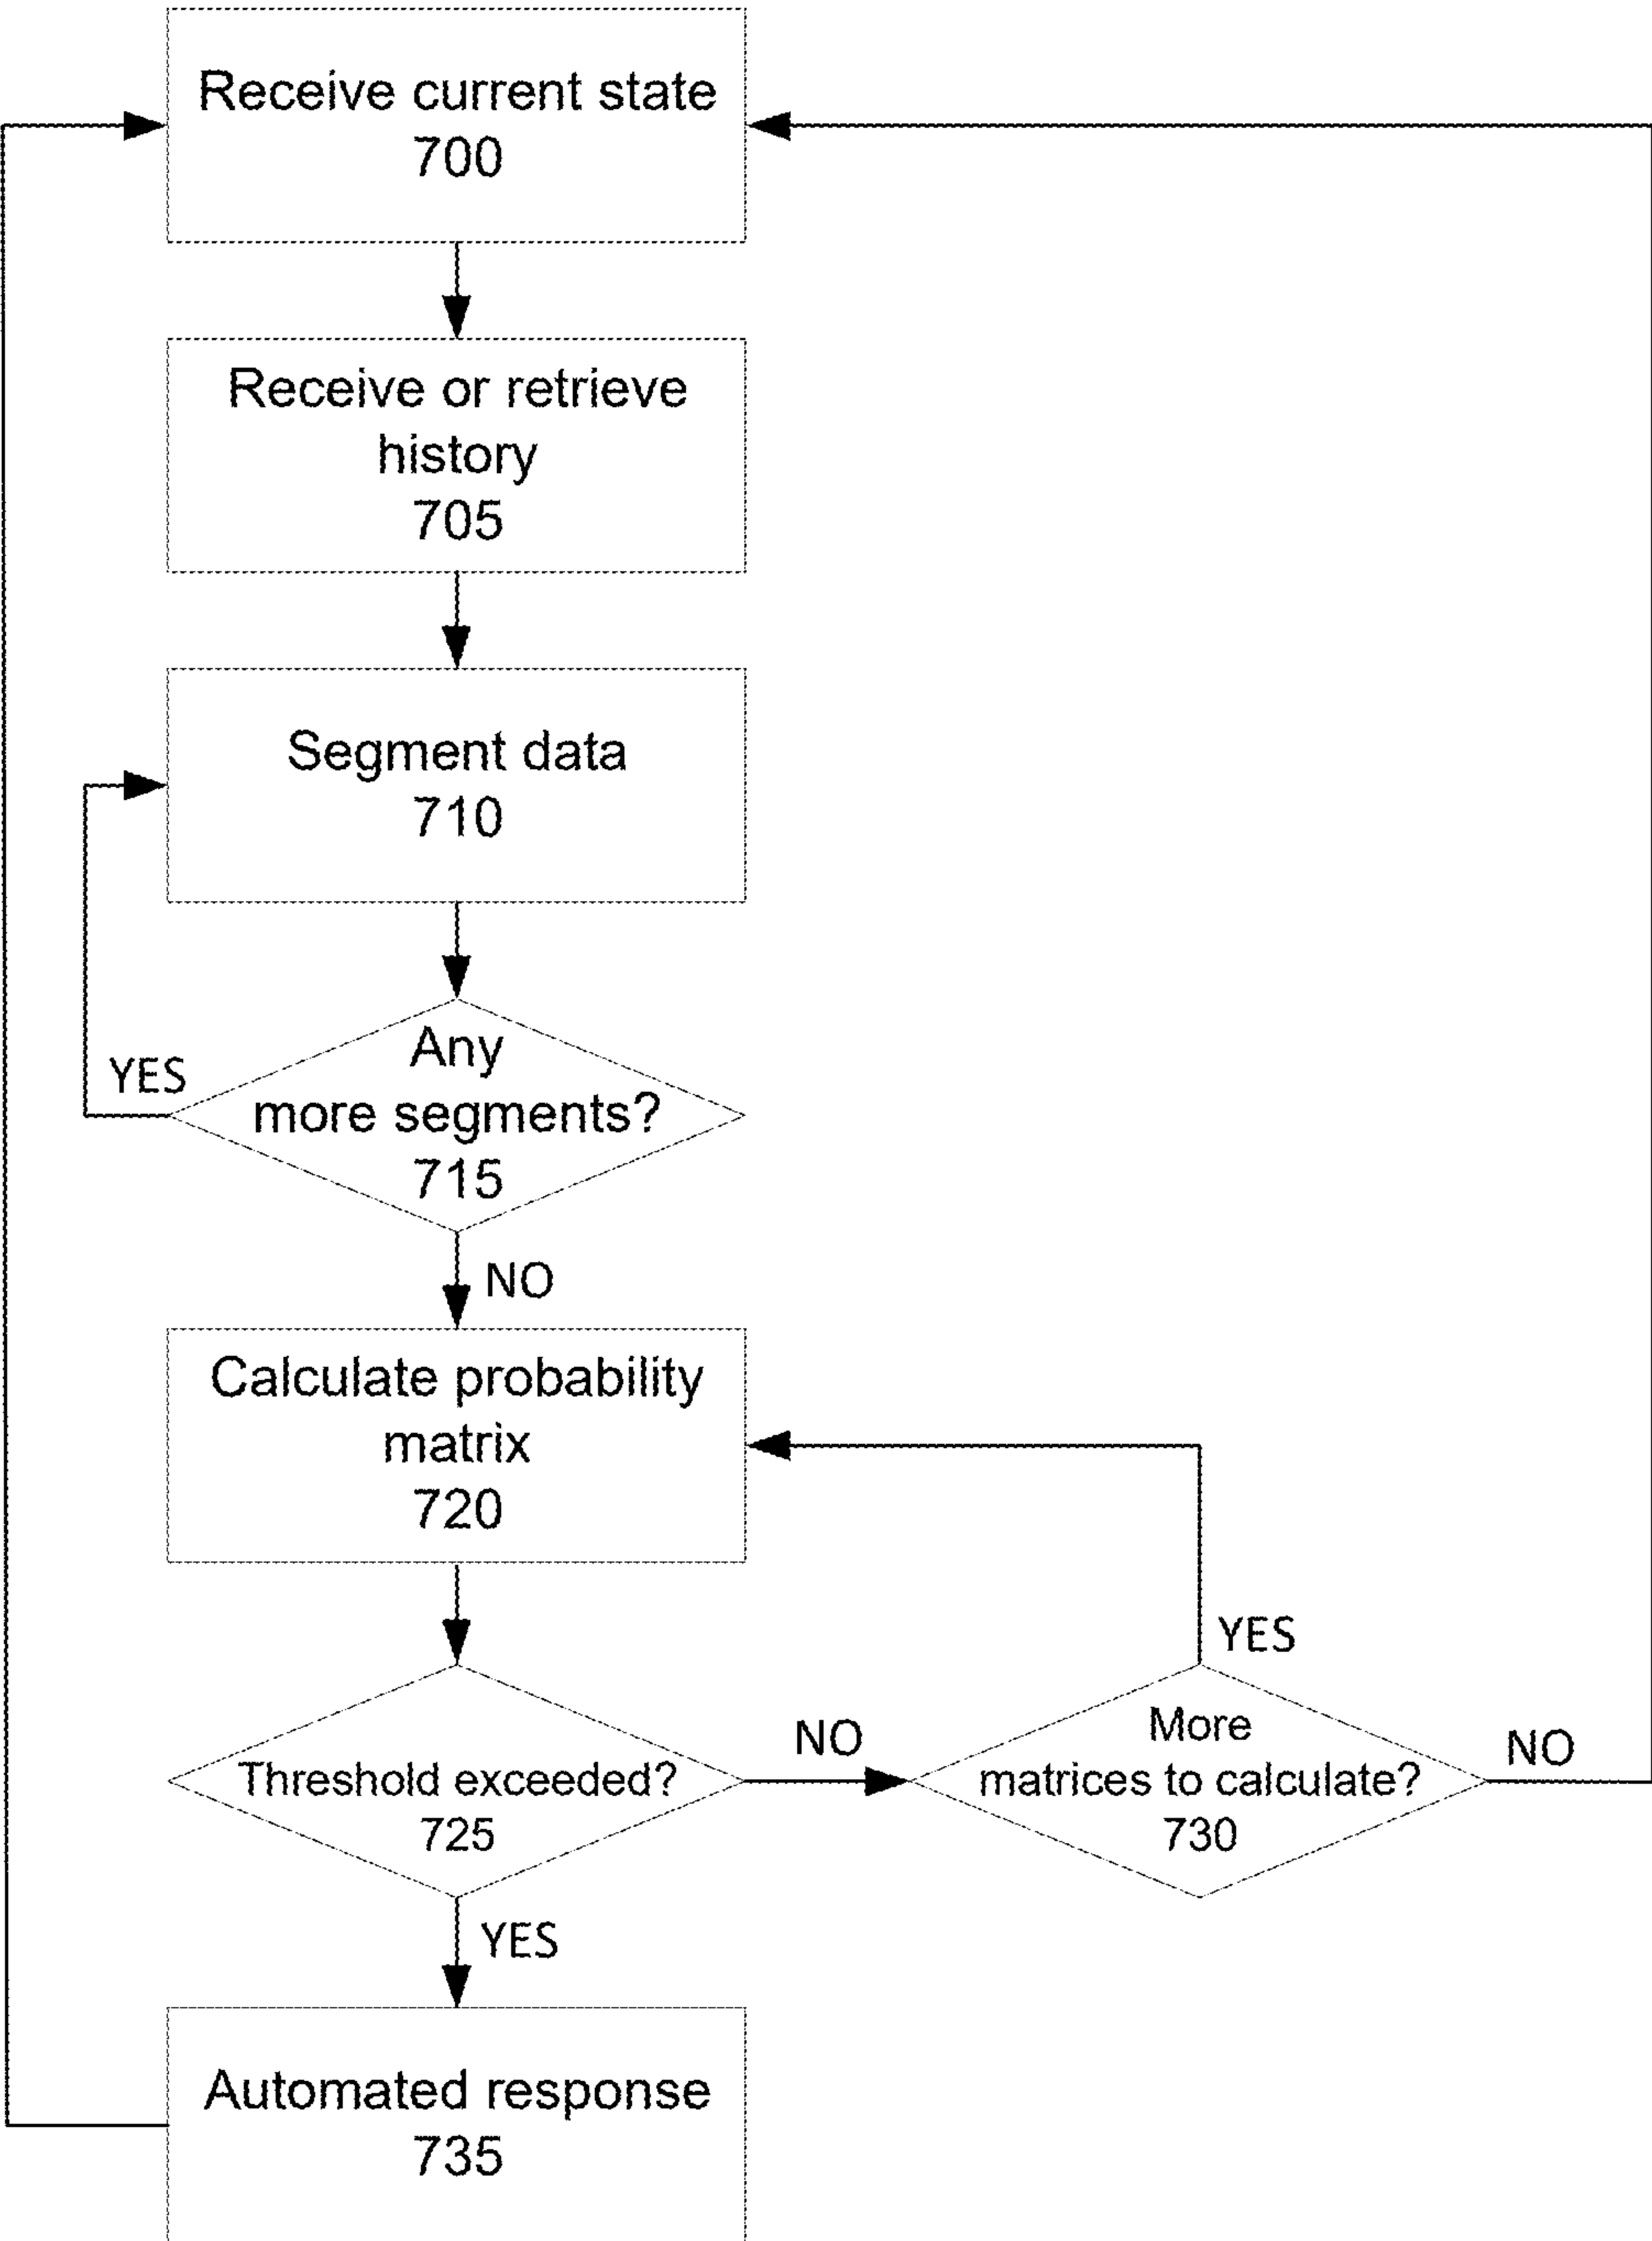 Receive current state
700
Receive or retrieve
history
705
Segment data
710
Any
more segments?
715
YES
NO
Calculate probability
matrix
720
Threshold exceeded?
725
NO
More
matrices to calculate?
730
YES
NO
YES
Automated response
735